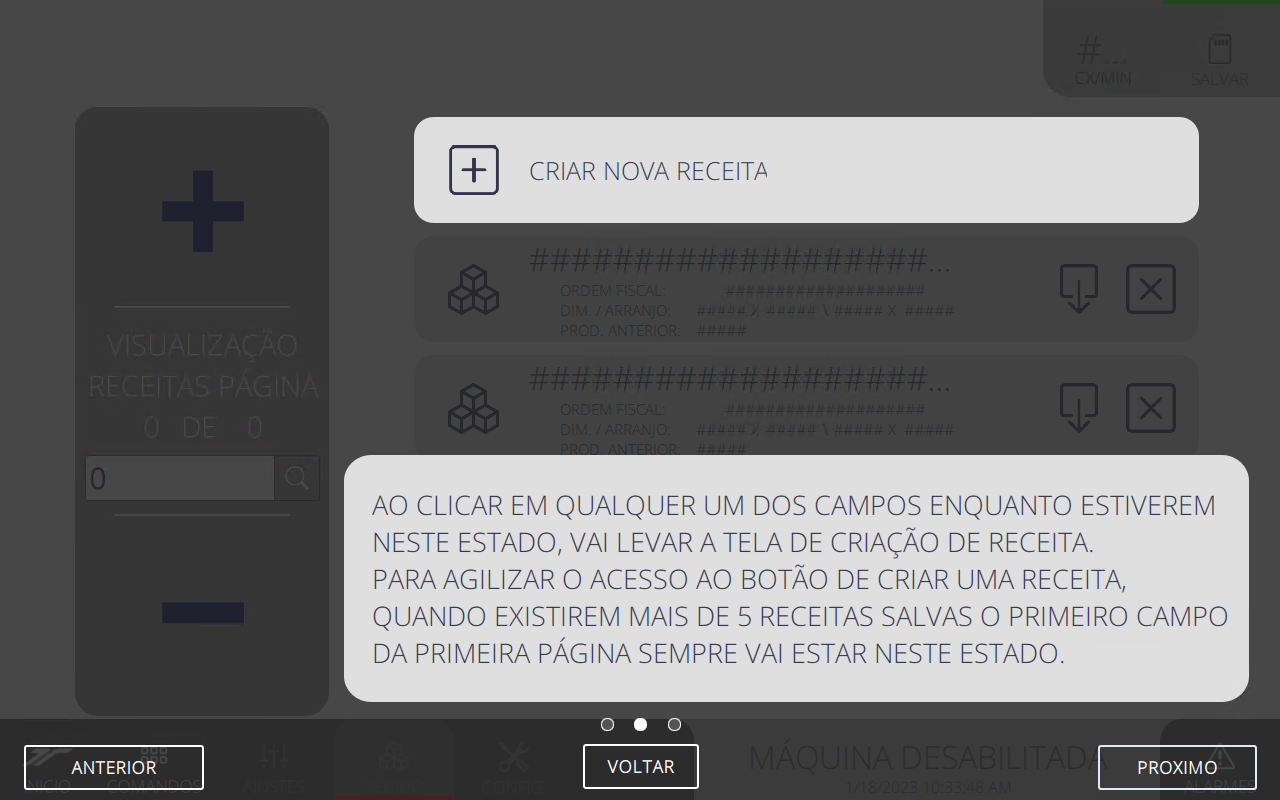 #...
CX/MIN
SALVAR
CRIAR NOVA RECEITA
###################...
ORDEM FISCAL: ####################
DIM. / ARRANJO: ##### X ##### \ ##### X #####
PROD. ANTERIOR: #####
###################...
ORDEM FISCAL: ####################
DIM. / ARRANJO: ##### X ##### \ ##### X #####
PROD. ANTERIOR: #####
VISUALIZAÇÃO
RECEITAS PÁGINA
0 DE 0
0
AO CLICAR EM QUALQUER UM DOS CAMPOS ENQUANTO ESTIVEREM
NESTE ESTADO, VAI LEVAR A TELA DE CRIAÇÃO DE RECEITA.
PARA AGILIZAR O ACESSO AO BOTÃO DE CRIAR UMA RECEITA,
QUANDO EXISTIREM MAIS DE 5 RECEITAS SALVAS O PRIMEIRO CAMPO
DA PRIMEIRA PÁGINA SEMPRE VAI ESTAR NESTE ESTADO.
ANTERIOR
VOLTAR
MÁQUINA DESABILITADA
PROXIMO
INICIO
COMANDOS
AJUSTES
CONFIG
1/18/2023 10:33:48 AM
ALARMES